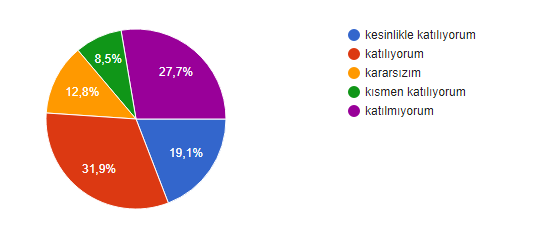 kesinlikle katılıyorum
katılıyorum
kararsızım
kısmen katılıyorum
katılmıyorum
8,5%
27,7%
12,8%
19,1%
31,9%